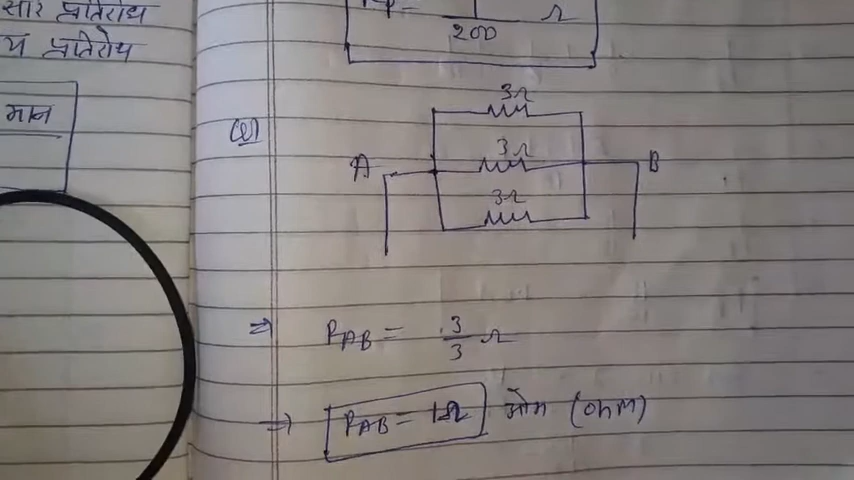 सार प्रतिरोध
य प्रतिरोध
मान
200 Ω
3Ω
A 3Ω B
3Ω
⇒ RAB = 3/3 Ω
⇒ RAB = 1Ω ओम (OhM)